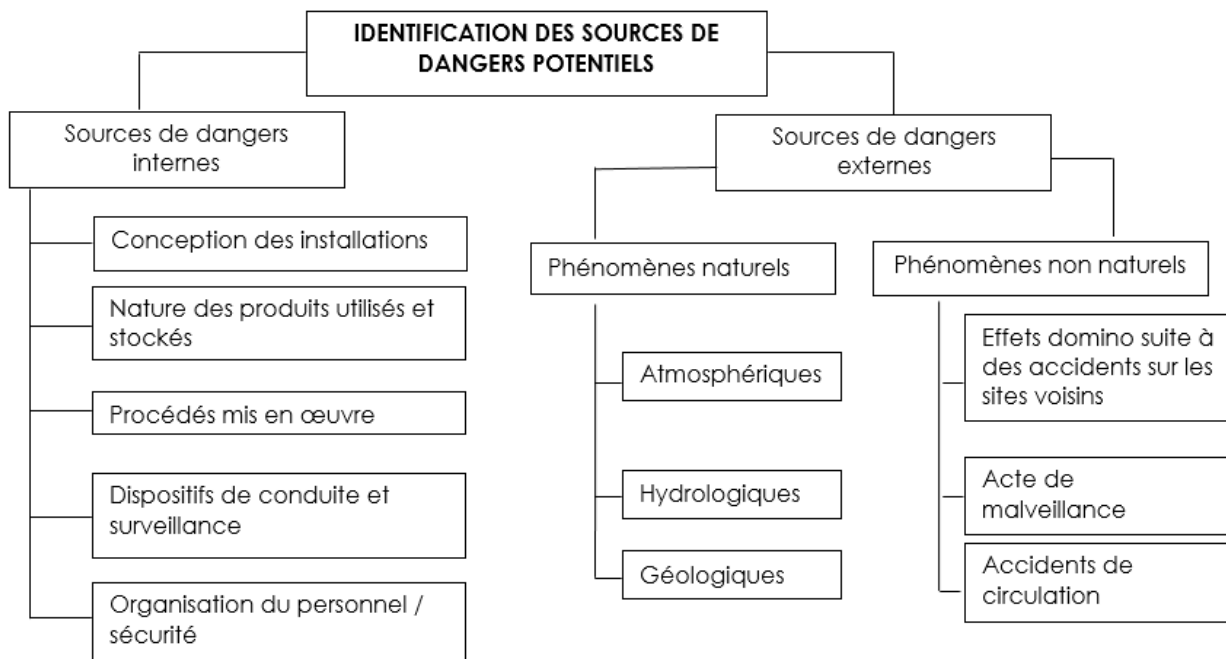 IDENTIFICATION DES SOURCES DE
DANGERS POTENTIELS
Sources de dangers
internes
Conception des installations
Nature des produits utilisés et
stockés
Procédés mis en œuvre
Dispositifs de conduite et
surveillance
Organisation du personnel /
sécurité
Sources de dangers
externes
Phénomènes naturels
Atmosphériques
Hydrologiques
Géologiques
Phénomènes non naturels
Effets domino suite à
des accidents sur les
sites voisins
Acte de
malveillance
Accidents de
circulation